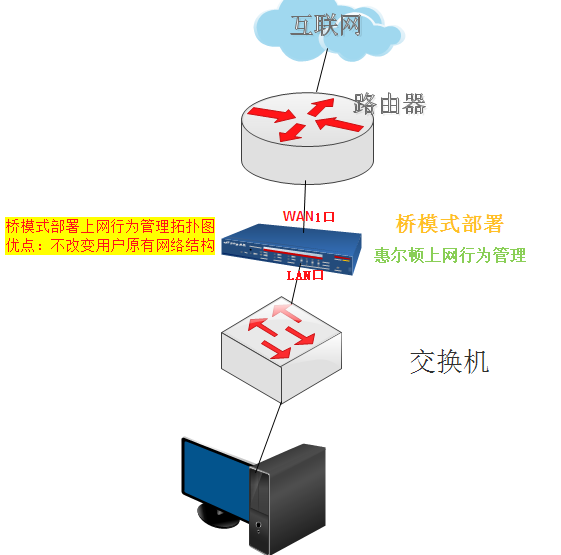 互联网
路由器
WAN1口
桥模式部署上网行为管理拓扑图
优点：不改变用户原有网络结构
桥模式部署
惠尔顿上网行为管理
LAN口
交换机